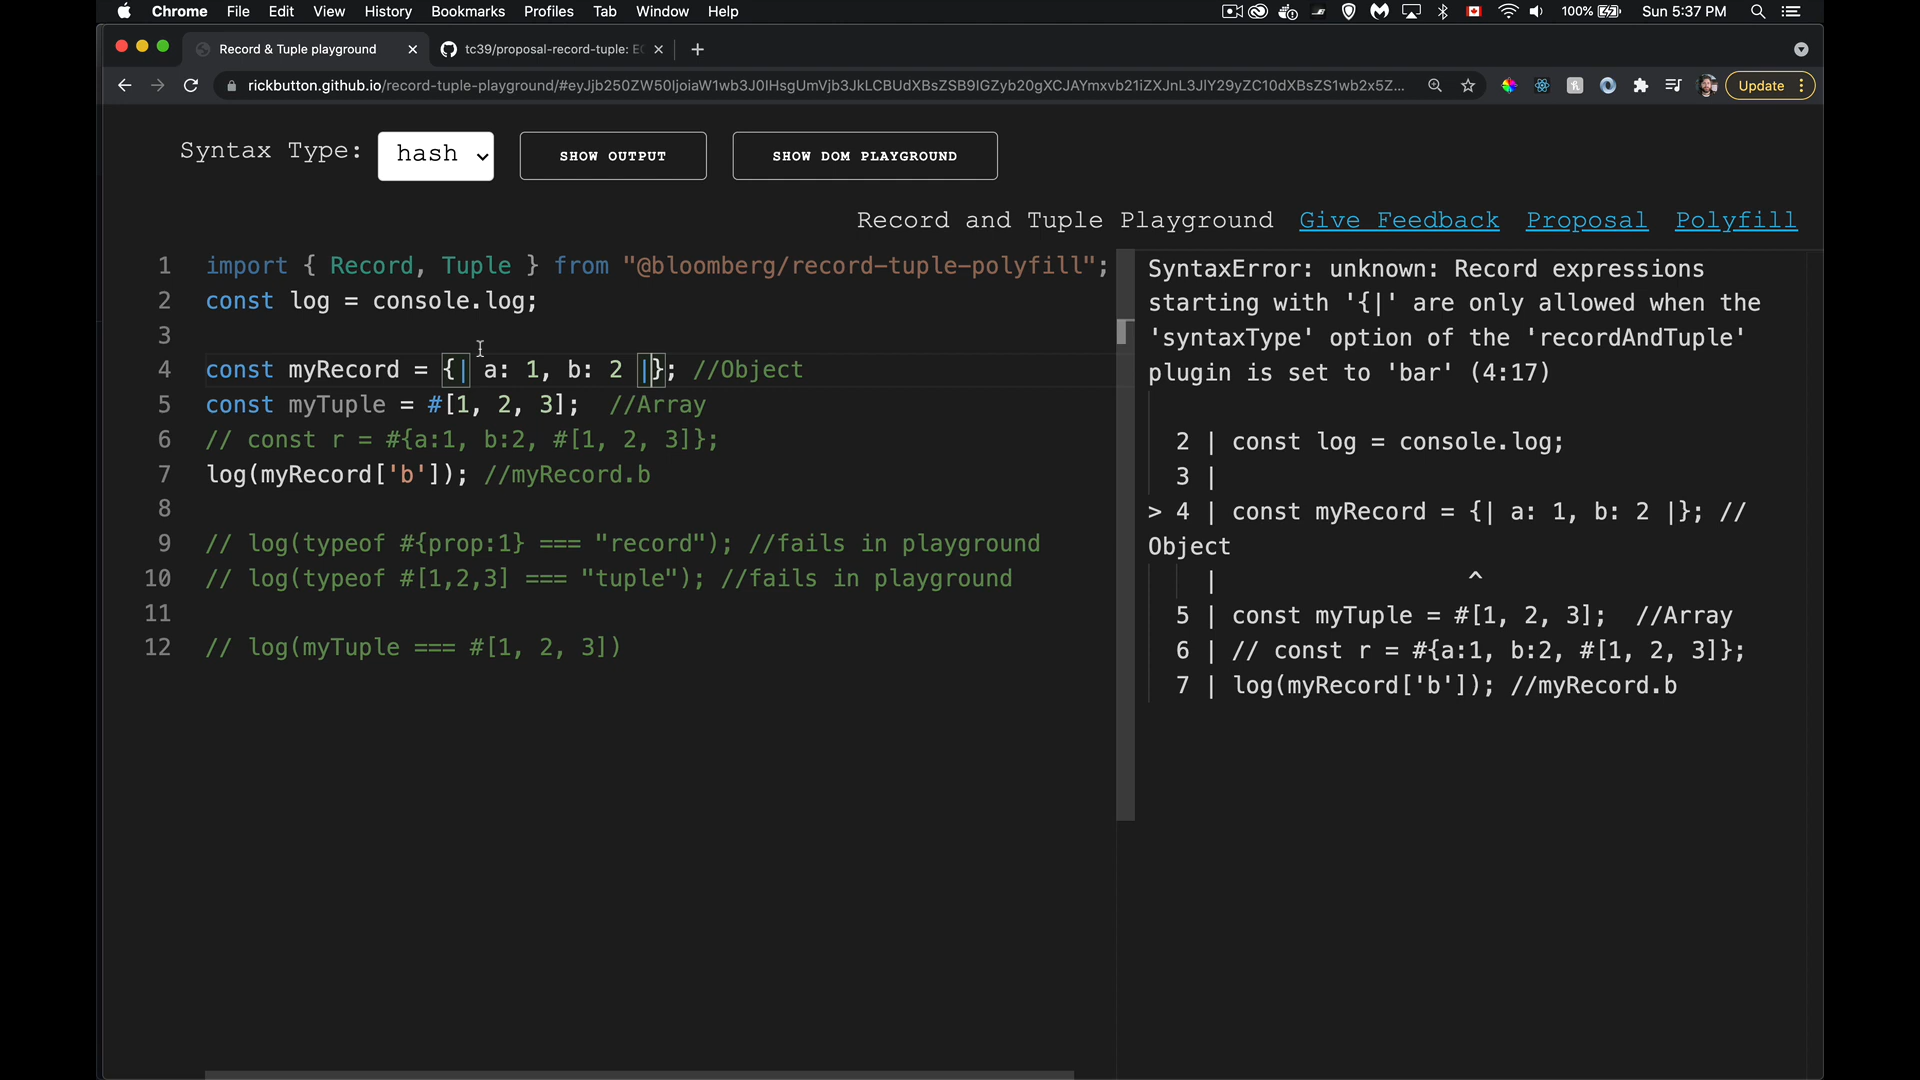 Chrome File Edit View History Bookmarks Profiles Tab Window Help 100% Sun 5:37 PM
Record & Tuple playground tc39/proposal-record-tuple: E
rickbutton.github.io/record-tuple-playground/#eyJjb250ZW50IjoiaW1wb3J0IHsgUmVjb3JkLCBUdXBsZSB9IGZyb20gXCJAYmxvb21iZXJnL3JlY29yZC10dXBsZS1wb2x5Z... Update
Syntax Type: hash SHOW OUTPUT SHOW DOM PLAYGROUND
Record and Tuple Playground Give Feedback Proposal Polyfill
1 import { Record, Tuple } from "@bloomberg/record-tuple-polyfill";
2 const log = console.log;
3
4 const myRecord = {| a: 1, b: 2 |}; //Object
5 const myTuple = #[1, 2, 3];  //Array
6 // const r = #{a:1, b:2, #[1, 2, 3]};
7 log(myRecord['b']); //myRecord.b
8
9 // log(typeof #{prop:1} === "record"); //fails in playground
10 // log(typeof #[1,2,3] === "tuple"); //fails in playground
11
12 // log(myTuple === #[1, 2, 3])
SyntaxError: unknown: Record expressions
starting with '{|' are only allowed when the
'syntaxType' option of the 'recordAndTuple'
plugin is set to 'bar' (4:17)
2 | const log = console.log;
3 |
> 4 | const myRecord = {| a: 1, b: 2 |}; //
Object
| ^
5 | const myTuple = #[1, 2, 3];  //Array
6 | // const r = #{a:1, b:2, #[1, 2, 3]};
7 | log(myRecord['b']); //myRecord.b